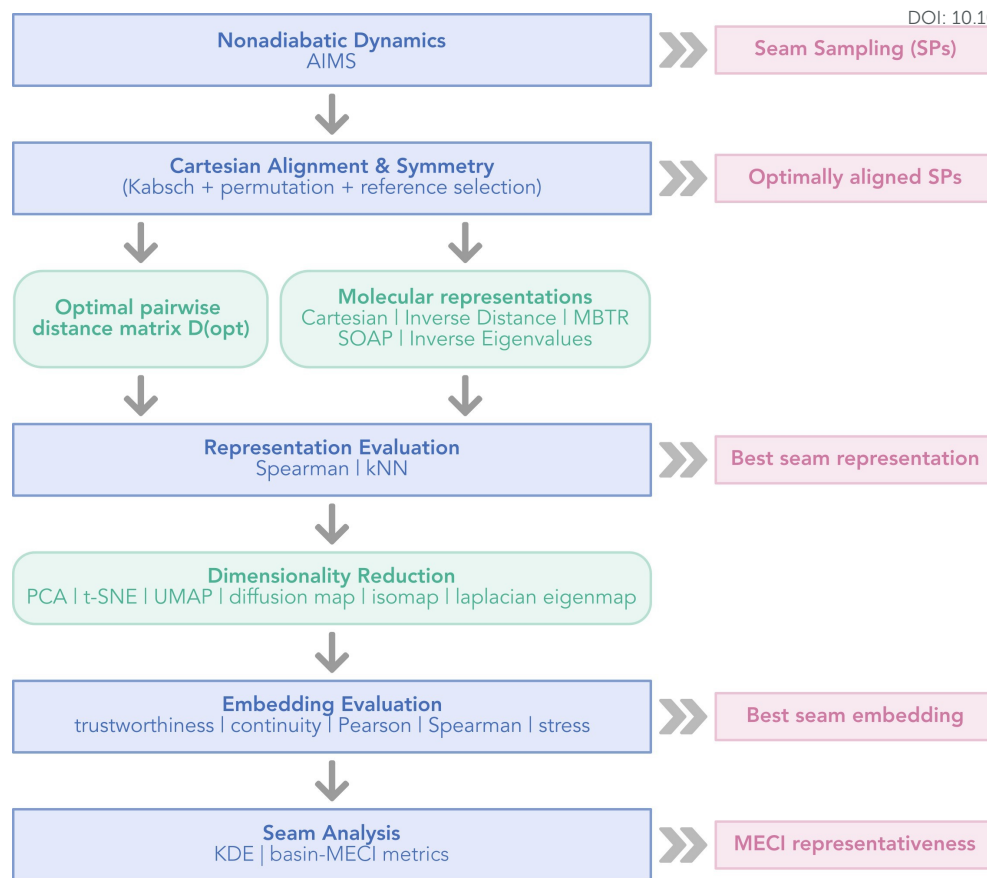 DOI: 10.1
Nonadiabatic Dynamics
AIMS
Seam Sampling (SPs)
Cartesian Alignment & Symmetry
(Kabsch + permutation + reference selection)
Optimally aligned SPs
Optimal pairwise
distance matrix D(opt)
Molecular representations
Cartesian | Inverse Distance | MBTR
SOAP | Inverse Eigenvalues
Representation Evaluation
Spearman | kNN
Best seam representation
Dimensionality Reduction
PCA | t-SNE | UMAP | diffusion map | isomap | laplacian eigenmap
Embedding Evaluation
trustworthiness | continuity | Pearson | Spearman | stress
Best seam embedding
Seam Analysis
KDE | basin-MECI metrics
MECI representativeness